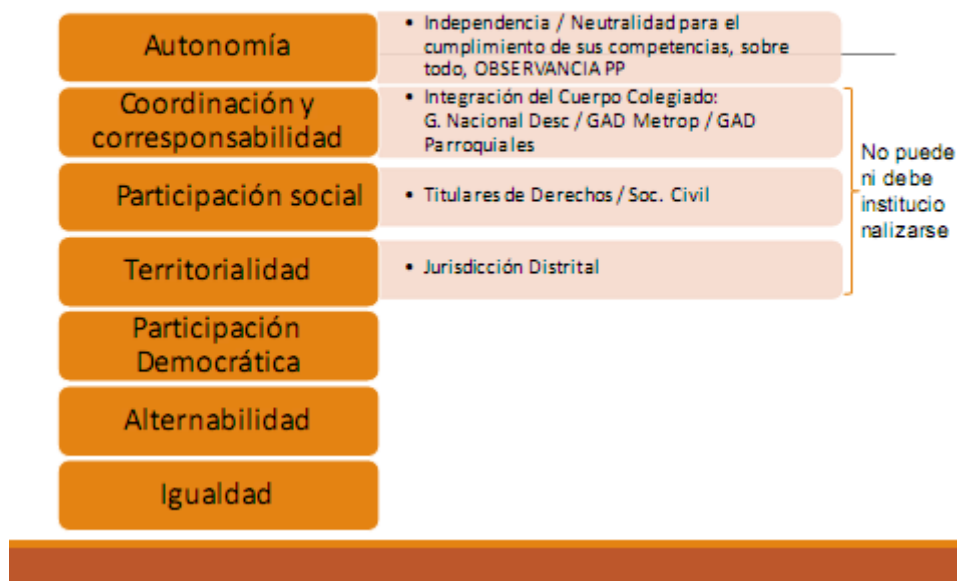 Autonomía
• Independencia / Neutralidad para el
cumplimiento de sus competencias, sobre
todo, OBSERVANCIA PP
Coordinación y
corresponsabilidad
• Integración del Cuerpo Colegiado:
G. Nacional Desc / GAD Metrop / GAD
Parroquiales
Participación social
• Titulares de Derechos / Soc. Civil
Territorialidad
• Jurisdicción Distrital
No puede
ni debe
institucio
nalizarse
Participación
Democrática
Alternabilidad
Igualdad